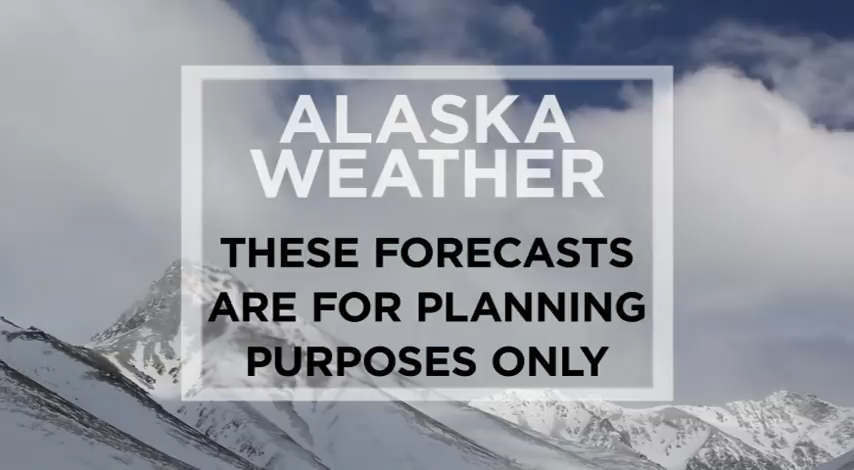 ALASKA
WEATHER
THESE FORECASTS
ARE FOR PLANNING
PURPOSES ONLY